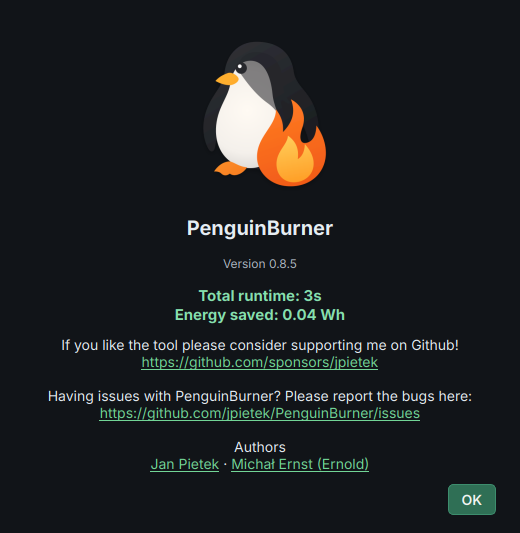 PenguinBurner
Version 0.8.5
Total runtime: 3s
Energy saved: 0.04 Wh
If you like the tool please consider supporting me on Github!
https://github.com/sponsors/jpietek
Having issues with PenguinBurner? Please report the bugs here:
https://github.com/jpietek/PenguinBurner/issues
Authors
Jan Pietek · Michał Ernst (Ernold)
OK